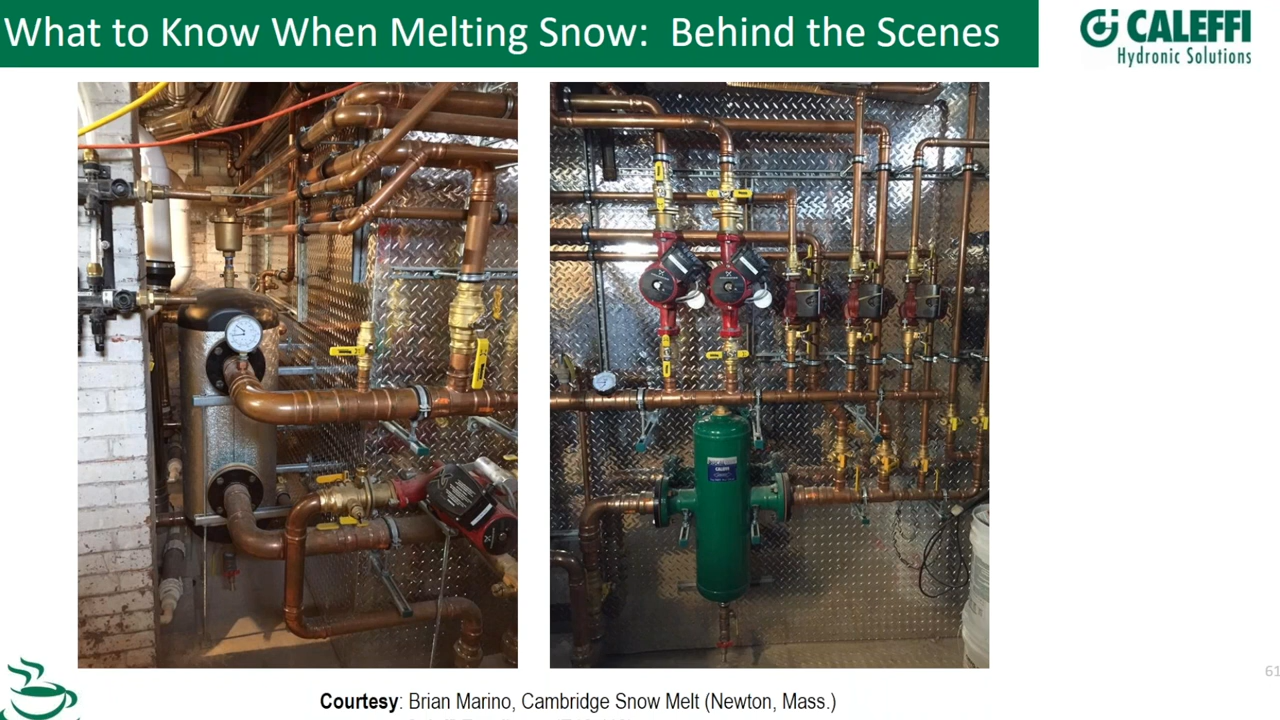 What to Know When Melting Snow:  Behind the Scenes
CALEFFI
Hydronic Solutions
CALEFFI
Courtesy: Brian Marino, Cambridge Snow Melt (Newton, Mass.)
61